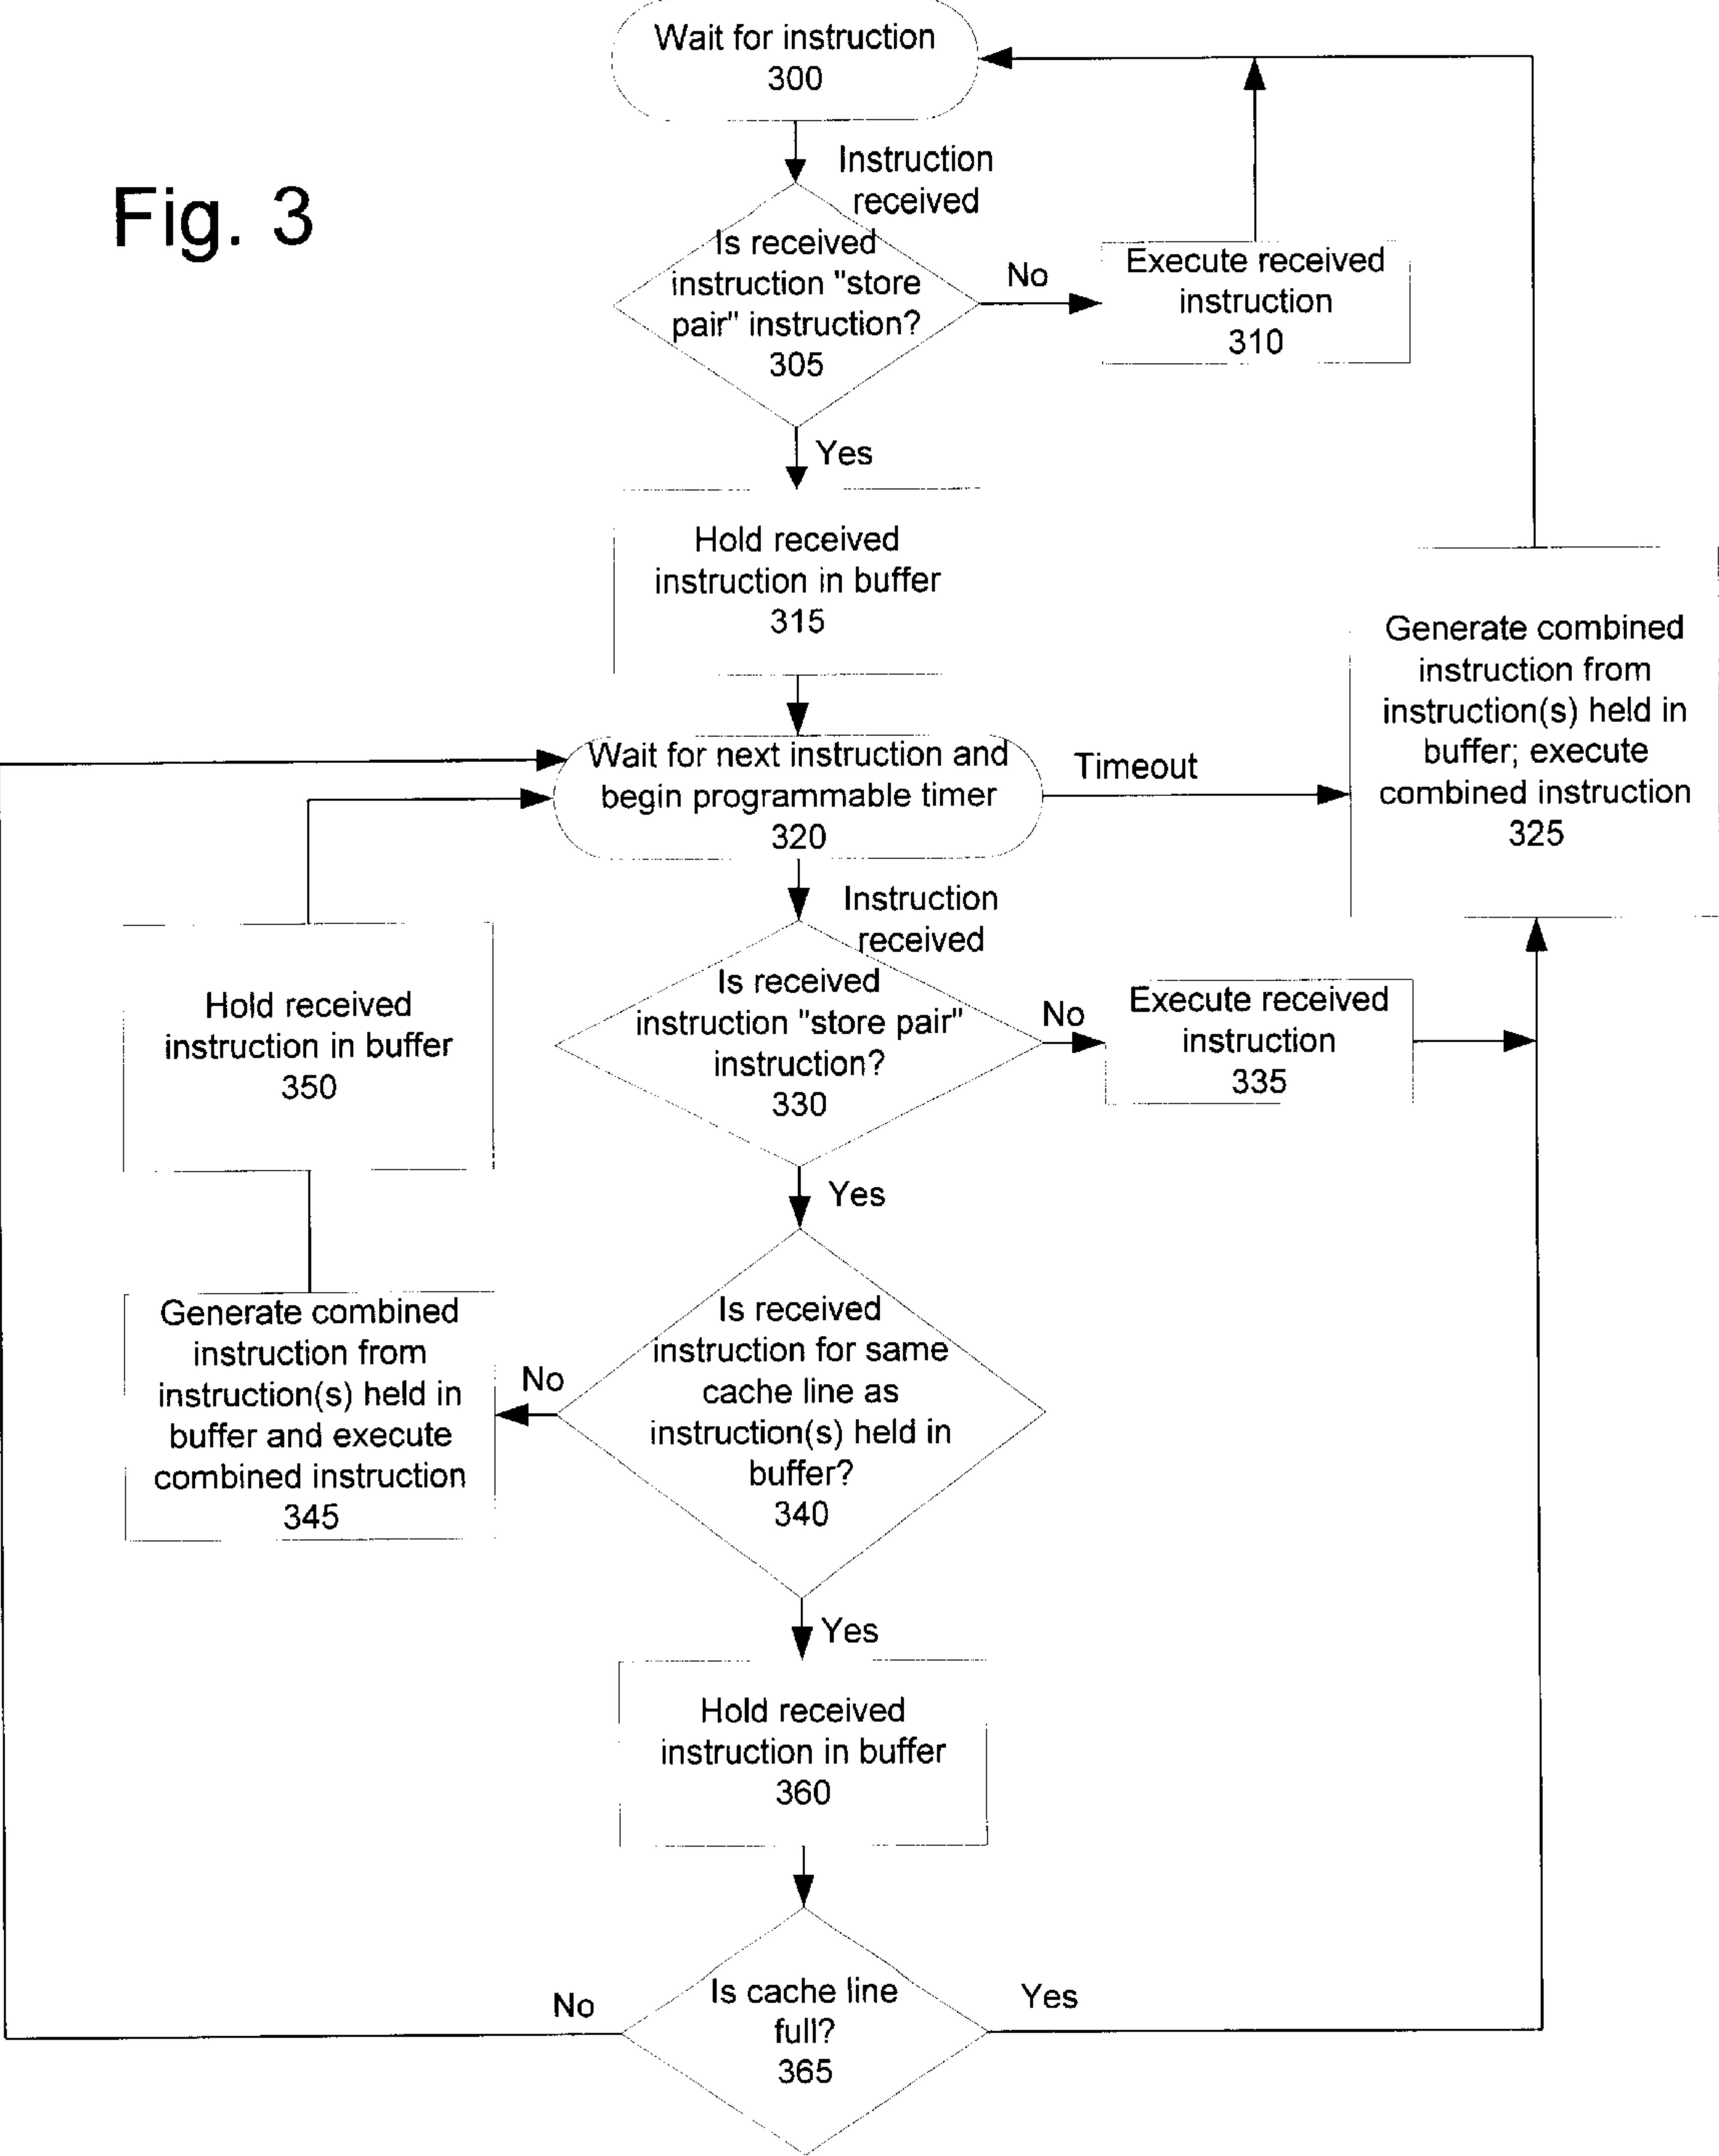 Wait for instruction
300
Fig. 3
Instruction
received
Is received
instruction "store
pair" instruction?
305
No
Execute received
instruction
310
Yes
Hold received
instruction in buffer
315
Wait for next instruction and
begin programmable timer
320
Timeout
Generate combined
instruction from
instruction(s) held in
buffer; execute
combined instruction
325
Instruction
received
Is received
instruction "store pair"
instruction?
330
No
Execute received
instruction
335
Hold received
instruction in buffer
350
Yes
Is received
instruction for same
cache line as
instruction(s) held in
buffer?
340
No
Generate combined
instruction from
instruction(s) held in
buffer and execute
combined instruction
345
Yes
Hold received
instruction in buffer
360
Is cache line
full?
365
No
Yes